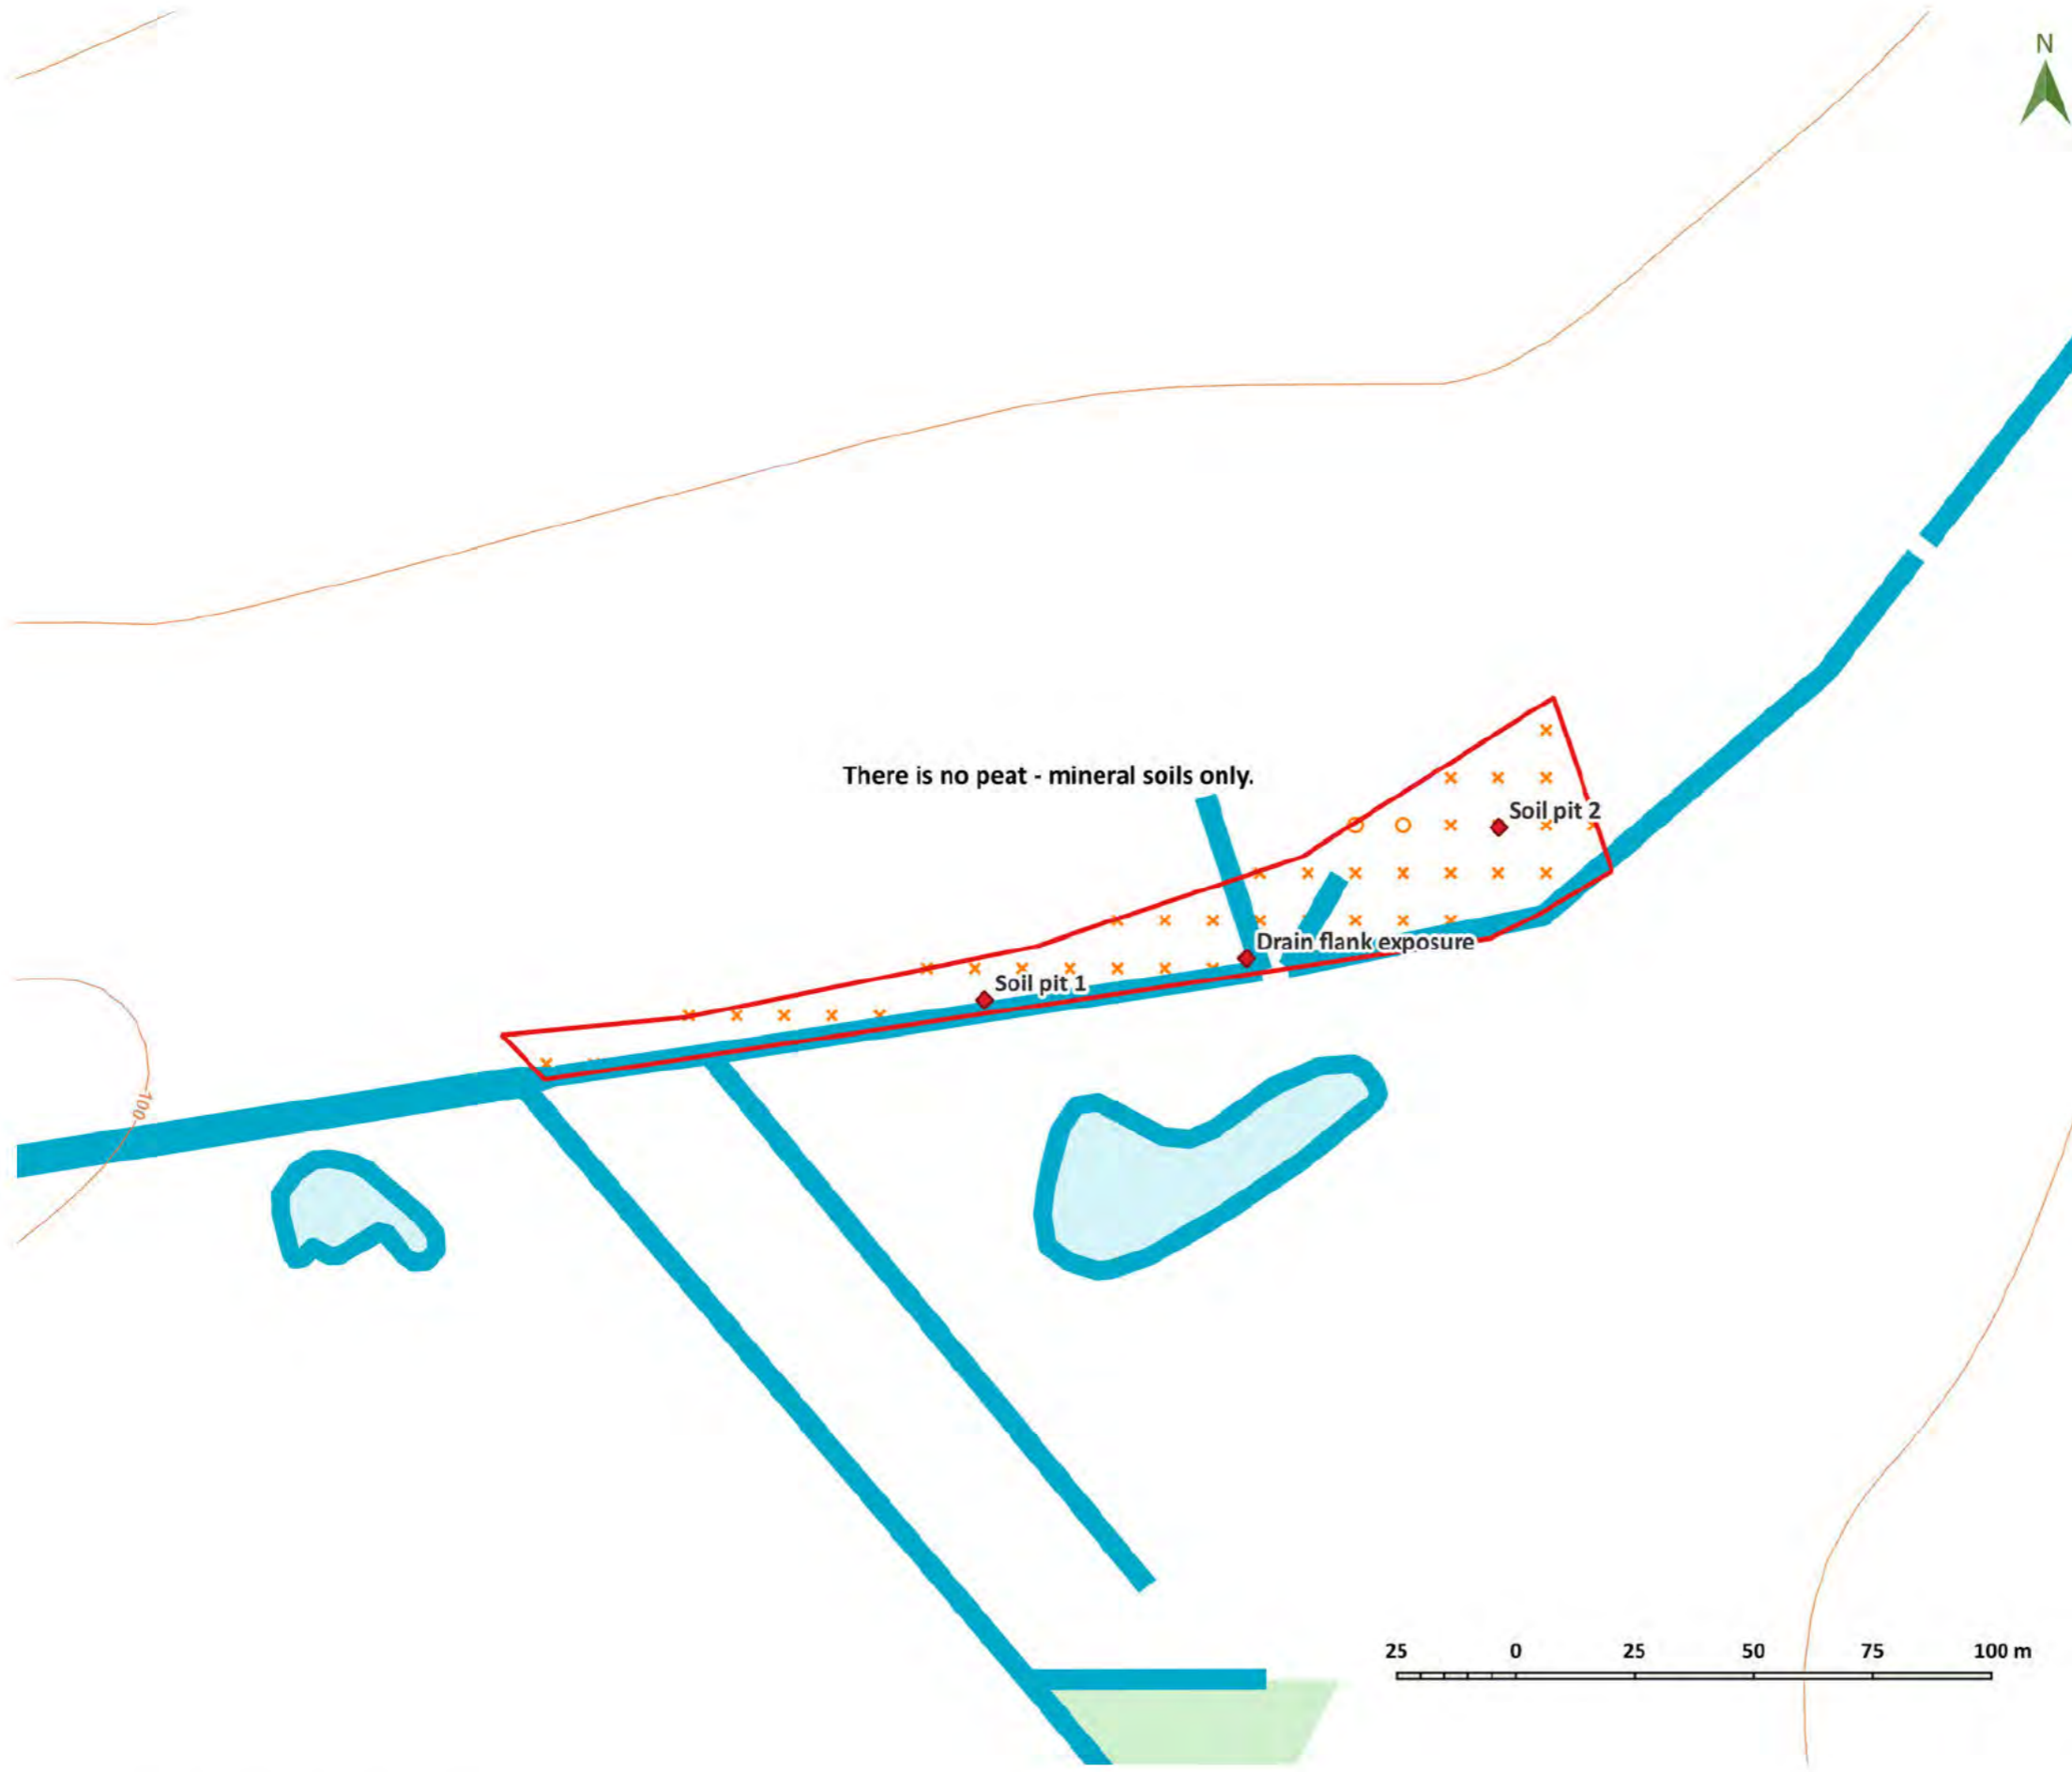 N
There is no peat - mineral soils only.
Soil pit 2
Drain flank exposure
Soil pit 1
100
25 0 25 50 75 100 m